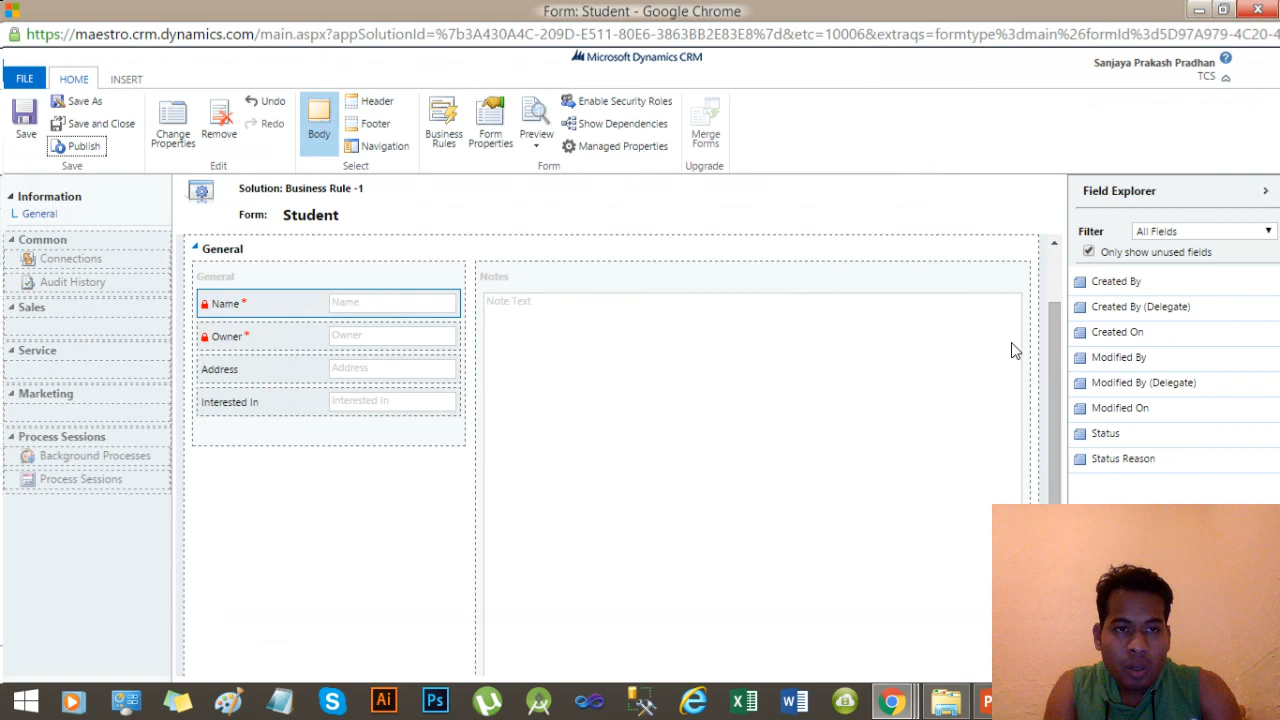 Form: Student - Google Chrome
https://maestro.crm.dynamics.com/main.aspx?appSolutionId=%7b3A430A4C-209D-E511-80E6-3863BB2E83E8%7d&etc=10006&extraqs=formtype%3dmain%26formId%3d5D97A979-4C20-4
Microsoft Dynamics CRM
Sanjaya Prakash Pradhan
TCS
FILE HOME INSERT
Save
Save As
Save and Close
Publish
Save
Change Properties
Remove
Undo
Redo
Edit
Body
Header
Footer
Navigation
Select
Business Rules
Form Properties
Preview
Enable Security Roles
Show Dependencies
Managed Properties
Form
Merge Forms
Upgrade
Information
General
Common
Connections
Audit History
Sales
Service
Marketing
Process Sessions
Background Processes
Process Sessions
Solution: Business Rule -1
Form: Student
General
General
Name * Name
Owner * Owner
Address Address
Interested In Interested In
Notes
Note Text
Field Explorer
Filter All Fields
Only show unused fields
Created By
Created By (Delegate)
Created On
Modified By
Modified By (Delegate)
Modified On
Status
Status Reason
Ai
Ps